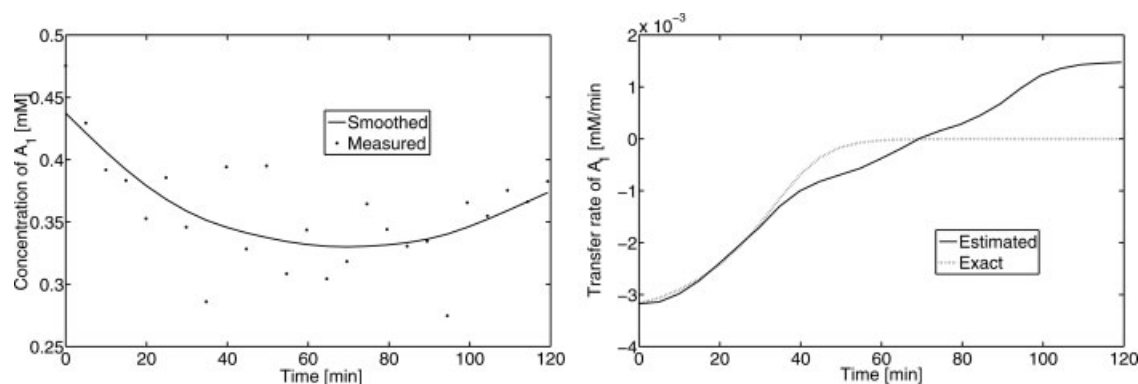 0.5
0.45
0.4
0.35
0.3
0.25
Concentration of A1 [mM]
Smoothed
Measured
0 20 40 60 80 100 120
Time [min]
2 x 10^-3
1
0
−1
−2
−3
−4
Transfer rate of A1 [mM/min]
Estimated
Exact
0 20 40 60 80 100 120
Time [min]